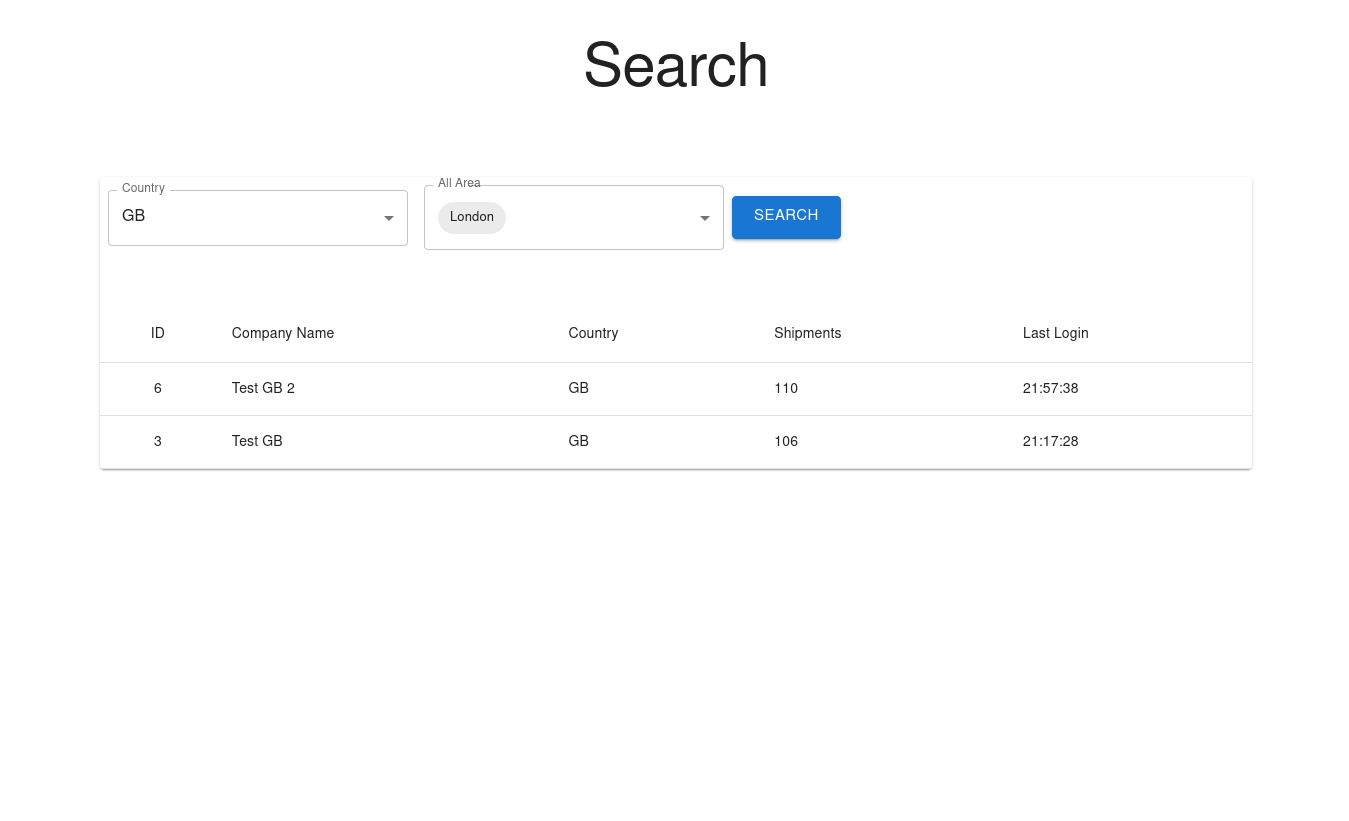 Search
Country
GB
All Area
London
SEARCH
ID Company Name Country Shipments Last Login
6 Test GB 2 GB 110 21:57:38
3 Test GB GB 106 21:17:28